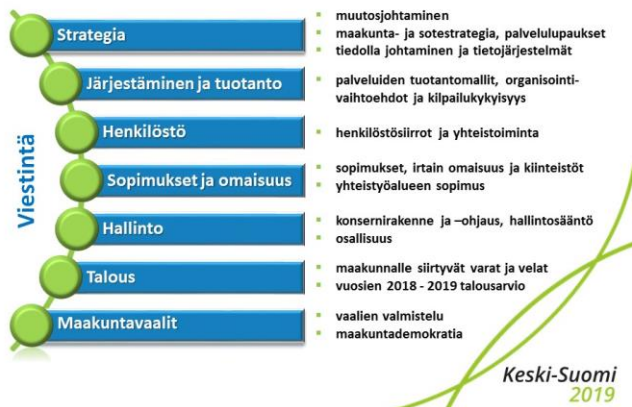 Viestintä
Strategia
muutosjohtaminen
maakunta- ja sotestrategia, palvelulupaukset
tiedolla johtaminen ja tietojärjestelmät
Järjestäminen ja tuotanto
palveluiden tuotantomallit, organisointi-
vaihtoehdot ja kilpailukykyisyys
Henkilöstö
henkilöstösiirrot ja yhteistoiminta
Sopimukset ja omaisuus
sopimukset, irtain omaisuus ja kiinteistöt
yhteistyöalueen sopimus
Hallinto
konsernirakenne ja –ohjaus, hallintosääntö
osallisuus
Talous
maakunnalle siirtyvät varat ja velat
vuosien 2018 - 2019 talousarvio
Maakuntavaalit
vaalien valmistelu
maakuntademokratia
Keski-Suomi
2019